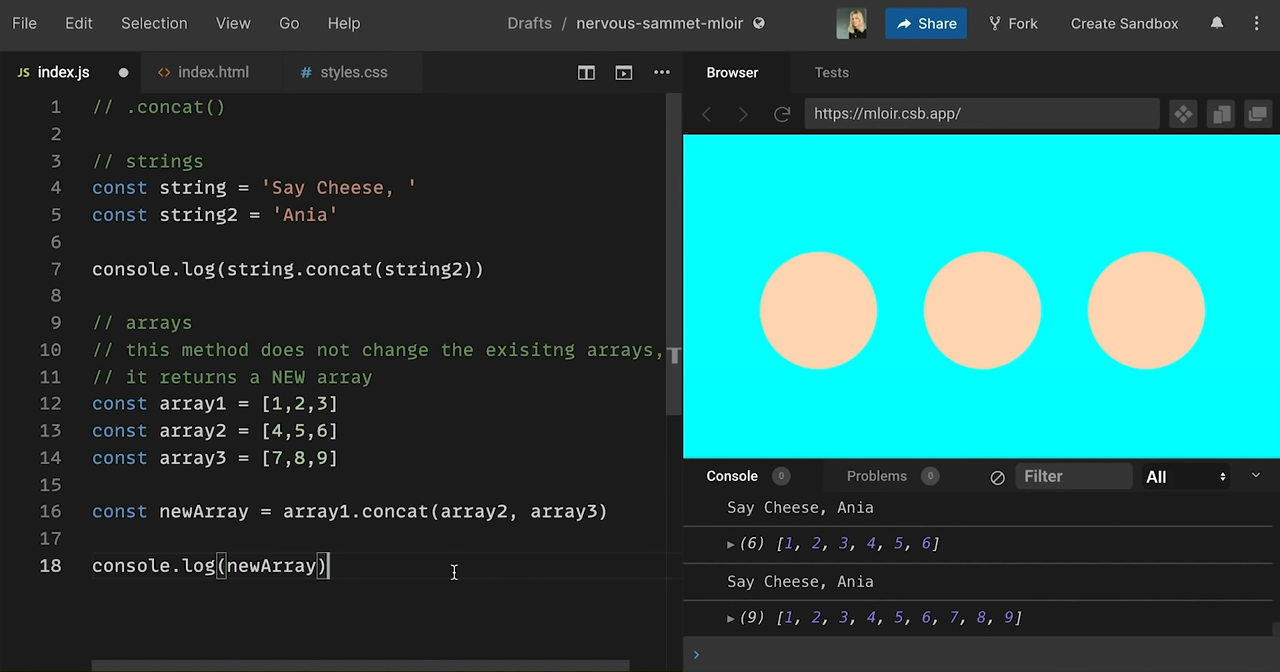 File Edit Selection View Go Help Drafts / nervous-sammet-mloir Share Fork Create Sandbox
JS index.js <> index.html # styles.css
Browser Tests
https://mloir.csb.app/
1 // .concat()
2
3 // strings
4 const string = 'Say Cheese, '
5 const string2 = 'Ania'
6
7 console.log(string.concat(string2))
8
9 // arrays
10 // this method does not change the exisitng arrays,
11 // it returns a NEW array
12 const array1 = [1,2,3]
13 const array2 = [4,5,6]
14 const array3 = [7,8,9]
15
16 const newArray = array1.concat(array2, array3)
17
18 console.log(newArray)
Console 0 Problems 0 Filter All
Say Cheese, Ania
▸(6) [1, 2, 3, 4, 5, 6]
Say Cheese, Ania
▸(9) [1, 2, 3, 4, 5, 6, 7, 8, 9]
›